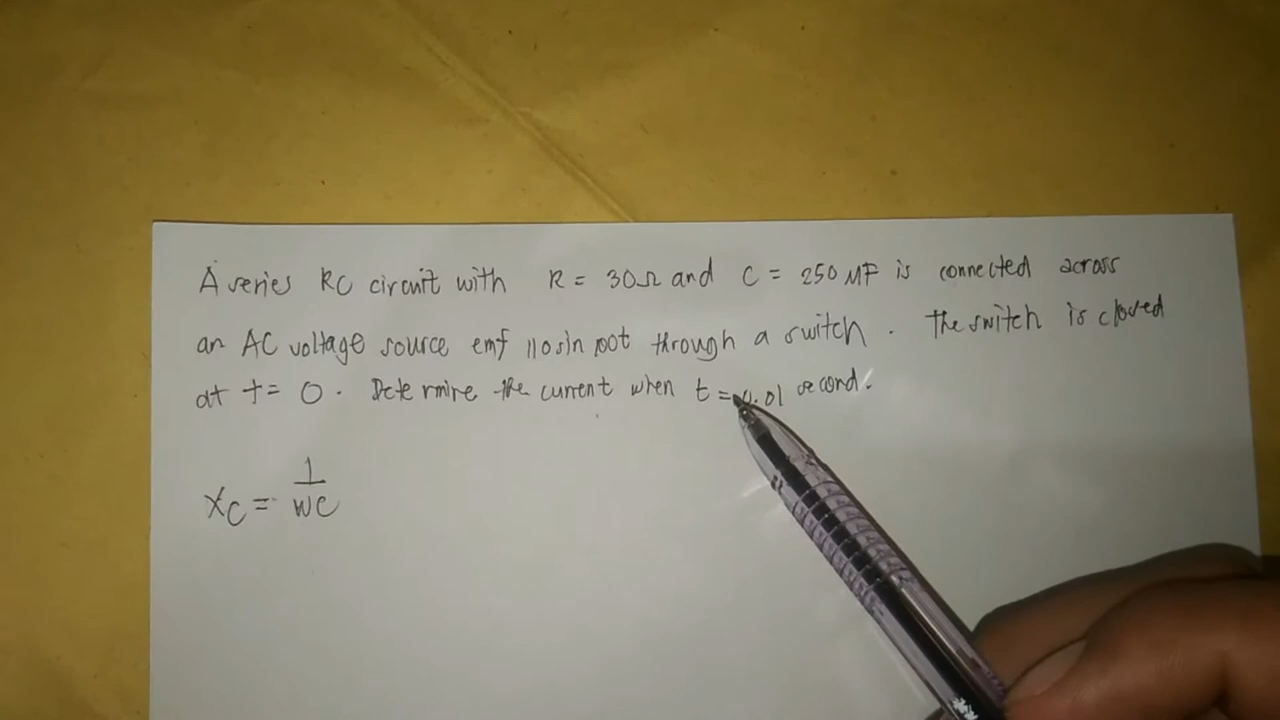 A series RC circuit with R = 30Ω and C = 250 MF is connected across
an AC voltage source emf 110 sin 100t through a switch. The switch is closed
at t = 0. Determine the current when t = 0.01 second.
Xc = 1/wc